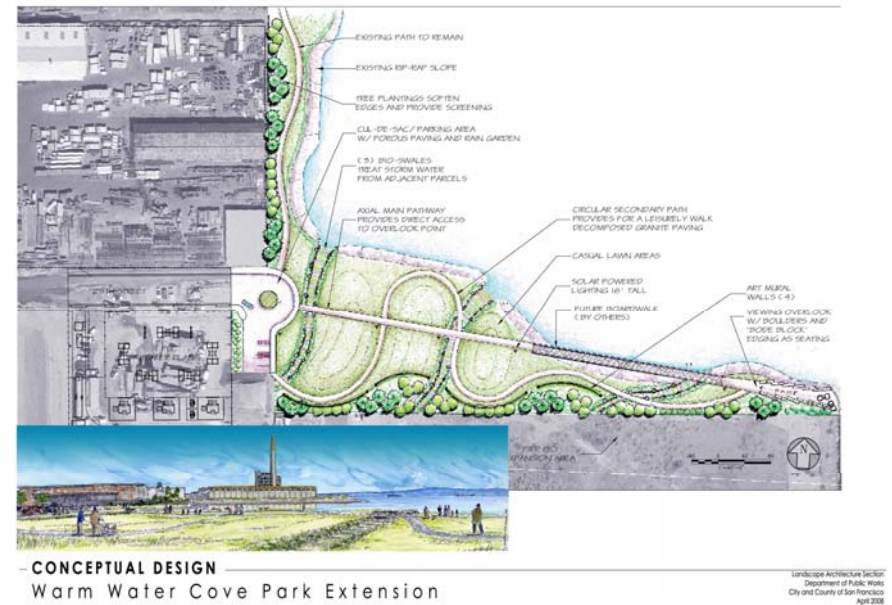 EXISTING PATH TO REMAIN
EXISTING RIP-RAP SLOPE
TREE PLANTINGS SOFTEN
EDGES AND PROVIDE SCREENING
CUL-DE-SAC/ PARKING AREA
W/ POROUS PAVING AND RAIN GARDEN
(3) BIO-SWALES
TREAT STORM WATER
FROM ADJACENT PARCELS
AXIAL MAIN PATHWAY
PROVIDES DIRECT ACCESS
TO OVERLOOK POINT
CIRCULAR SECONDARY PATH
PROVIDES FOR A LEISURELY WALK
DECOMPOSED GRANITE PAVING
CASUAL LAWN AREAS
SOLAR POWERED
LIGHTING 16' TALL
FUTURE BOARDWALK
(BY OTHERS)
ART MURAL
WALLS (4)
VIEWING OVERLOOK
W/ BOULDERS AND
'BODE BLOCK'
EDGING AS SEATING
EXPANSION AREA
N
CONCEPTUAL DESIGN
Warm Water Cove Park Extension
Landscape Architecture Section
Department of Public Works
City and County of San Francisco
April 2008